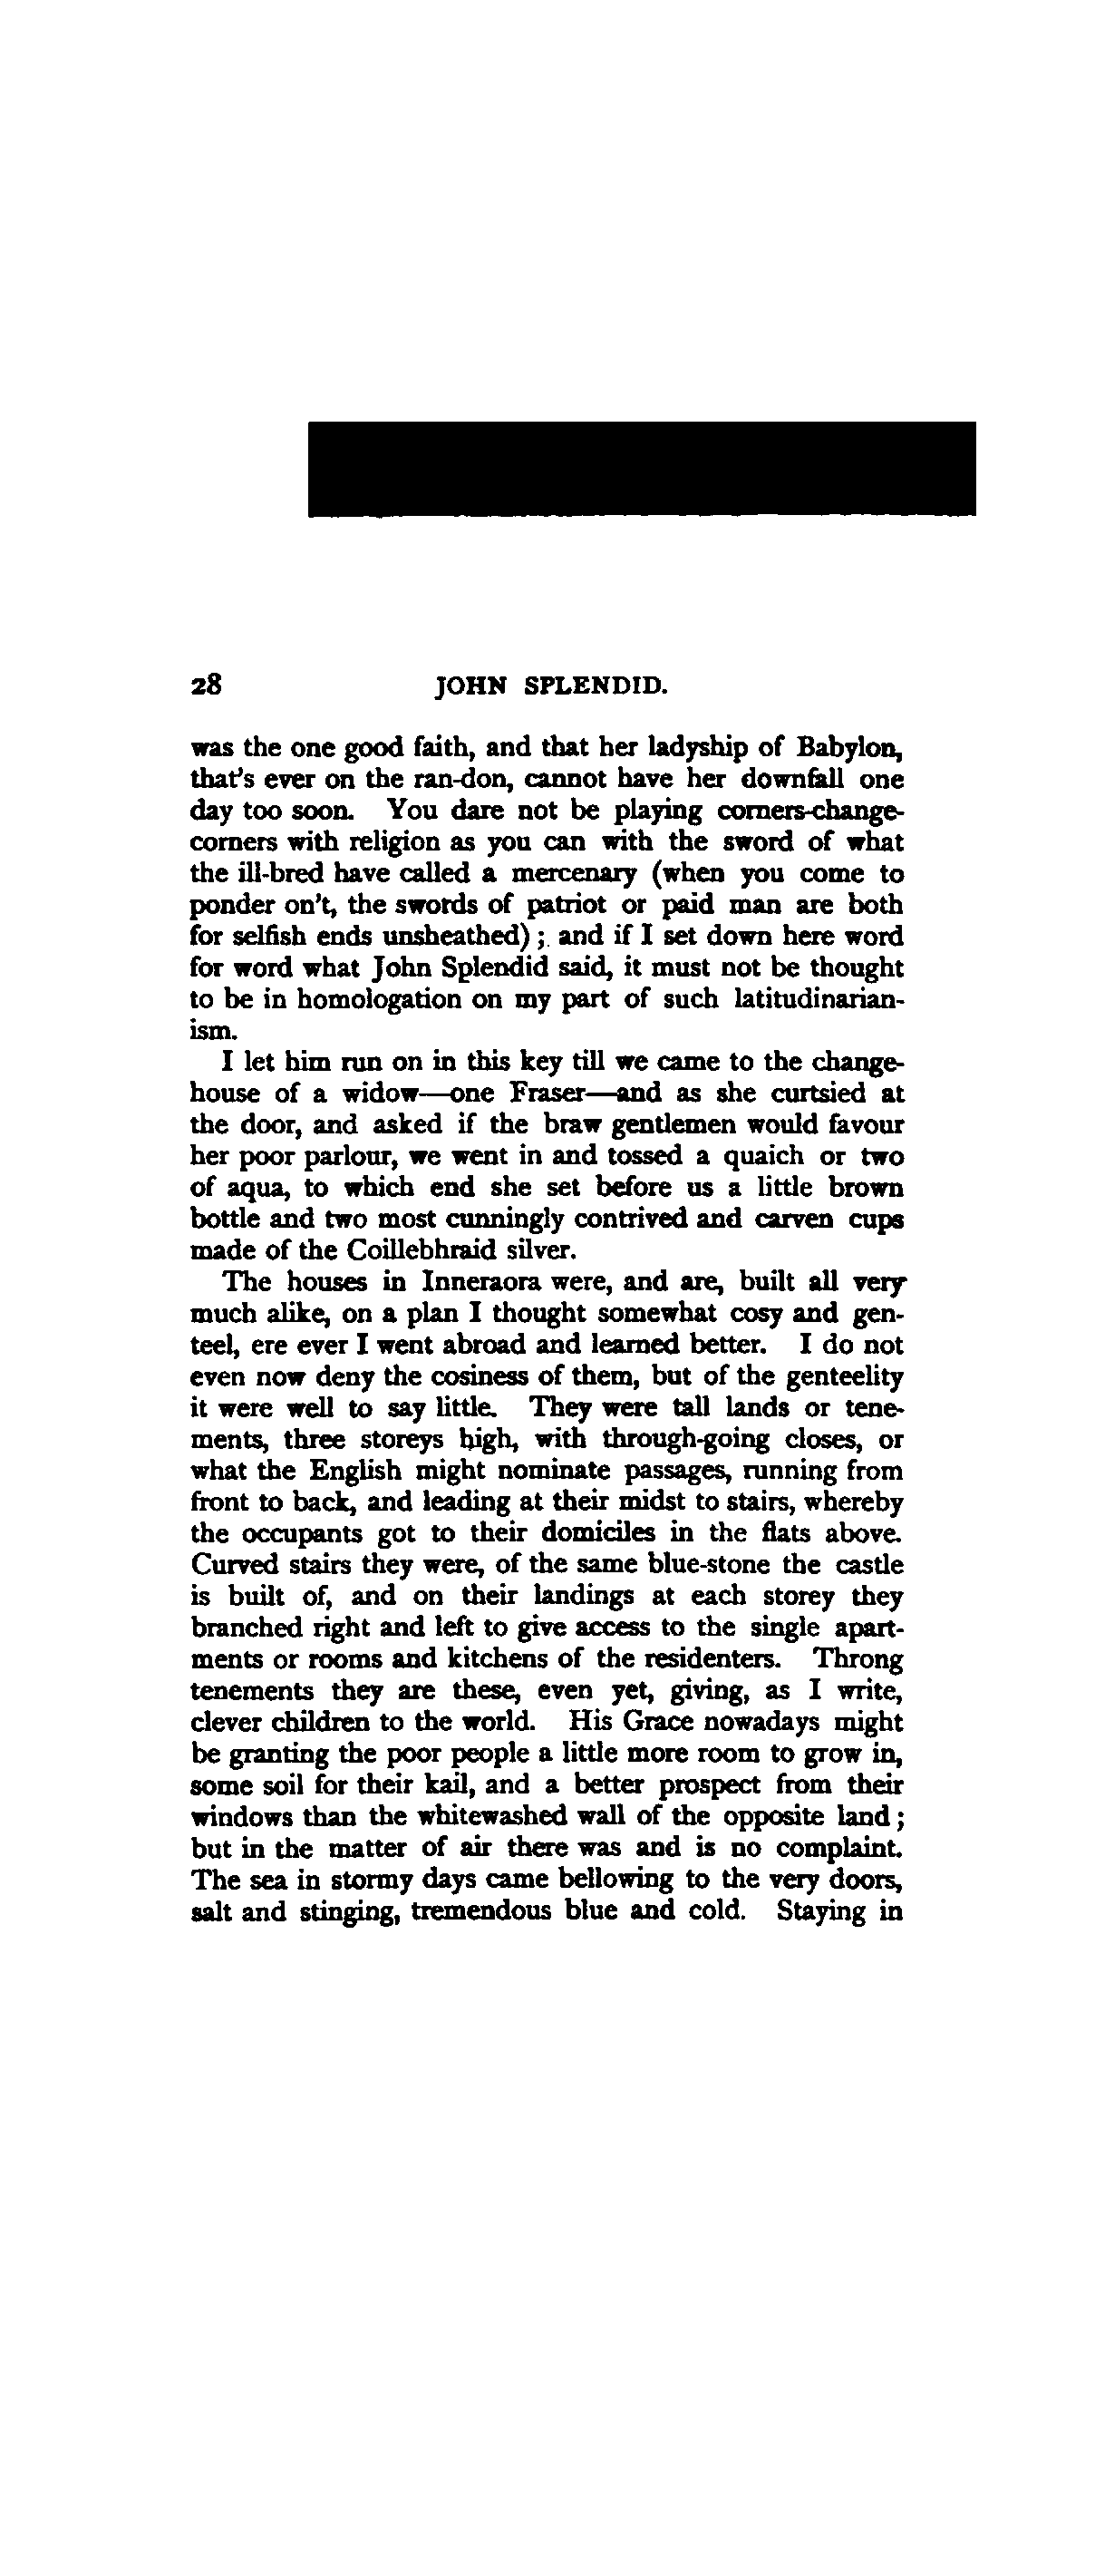 28 JOHN SPLENDID.
was the one good faith, and that her ladyship of Babylon,
that's ever on the ran-don, cannot have her downfall one
day too soon. You dare not be playing corners-change-
corners with religion as you can with the sword of what
the ill-bred have called a mercenary (when you come to
ponder on't, the swords of patriot or paid man are both
for selfish ends unsheathed); and if I set down here word
for word what John Splendid said, it must not be thought
to be in homologation on my part of such latitudinarian-
ism.
I let him run on in this key till we came to the change-
house of a widow—one Fraser—and as she curtsied at
the door, and asked if the braw gentlemen would favour
her poor parlour, we went in and tossed a quaich or two
of aqua, to which end she set before us a little brown
bottle and two most cunningly contrived and carven cups
made of the Coillebhraid silver.
The houses in Inneraora were, and are, built all very
much alike, on a plan I thought somewhat cosy and gen-
teel, ere ever I went abroad and learned better. I do not
even now deny the cosiness of them, but of the genteelity
it were well to say little. They were tall lands or tene-
ments, three storeys high, with through-going closes, or
what the English might nominate passages, running from
front to back, and leading at their midst to stairs, whereby
the occupants got to their domiciles in the flats above.
Curved stairs they were, of the same blue-stone the castle
is built of, and on their landings at each storey they
branched right and left to give access to the single apart-
ments or rooms and kitchens of the residenters. Throng
tenements they are these, even yet, giving, as I write,
clever children to the world. His Grace nowadays might
be granting the poor people a little more room to grow in,
some soil for their kail, and a better prospect from their
windows than the whitewashed wall of the opposite land;
but in the matter of air there was and is no complaint.
The sea in stormy days came bellowing to the very doors,
salt and stinging, tremendous blue and cold. Staying in